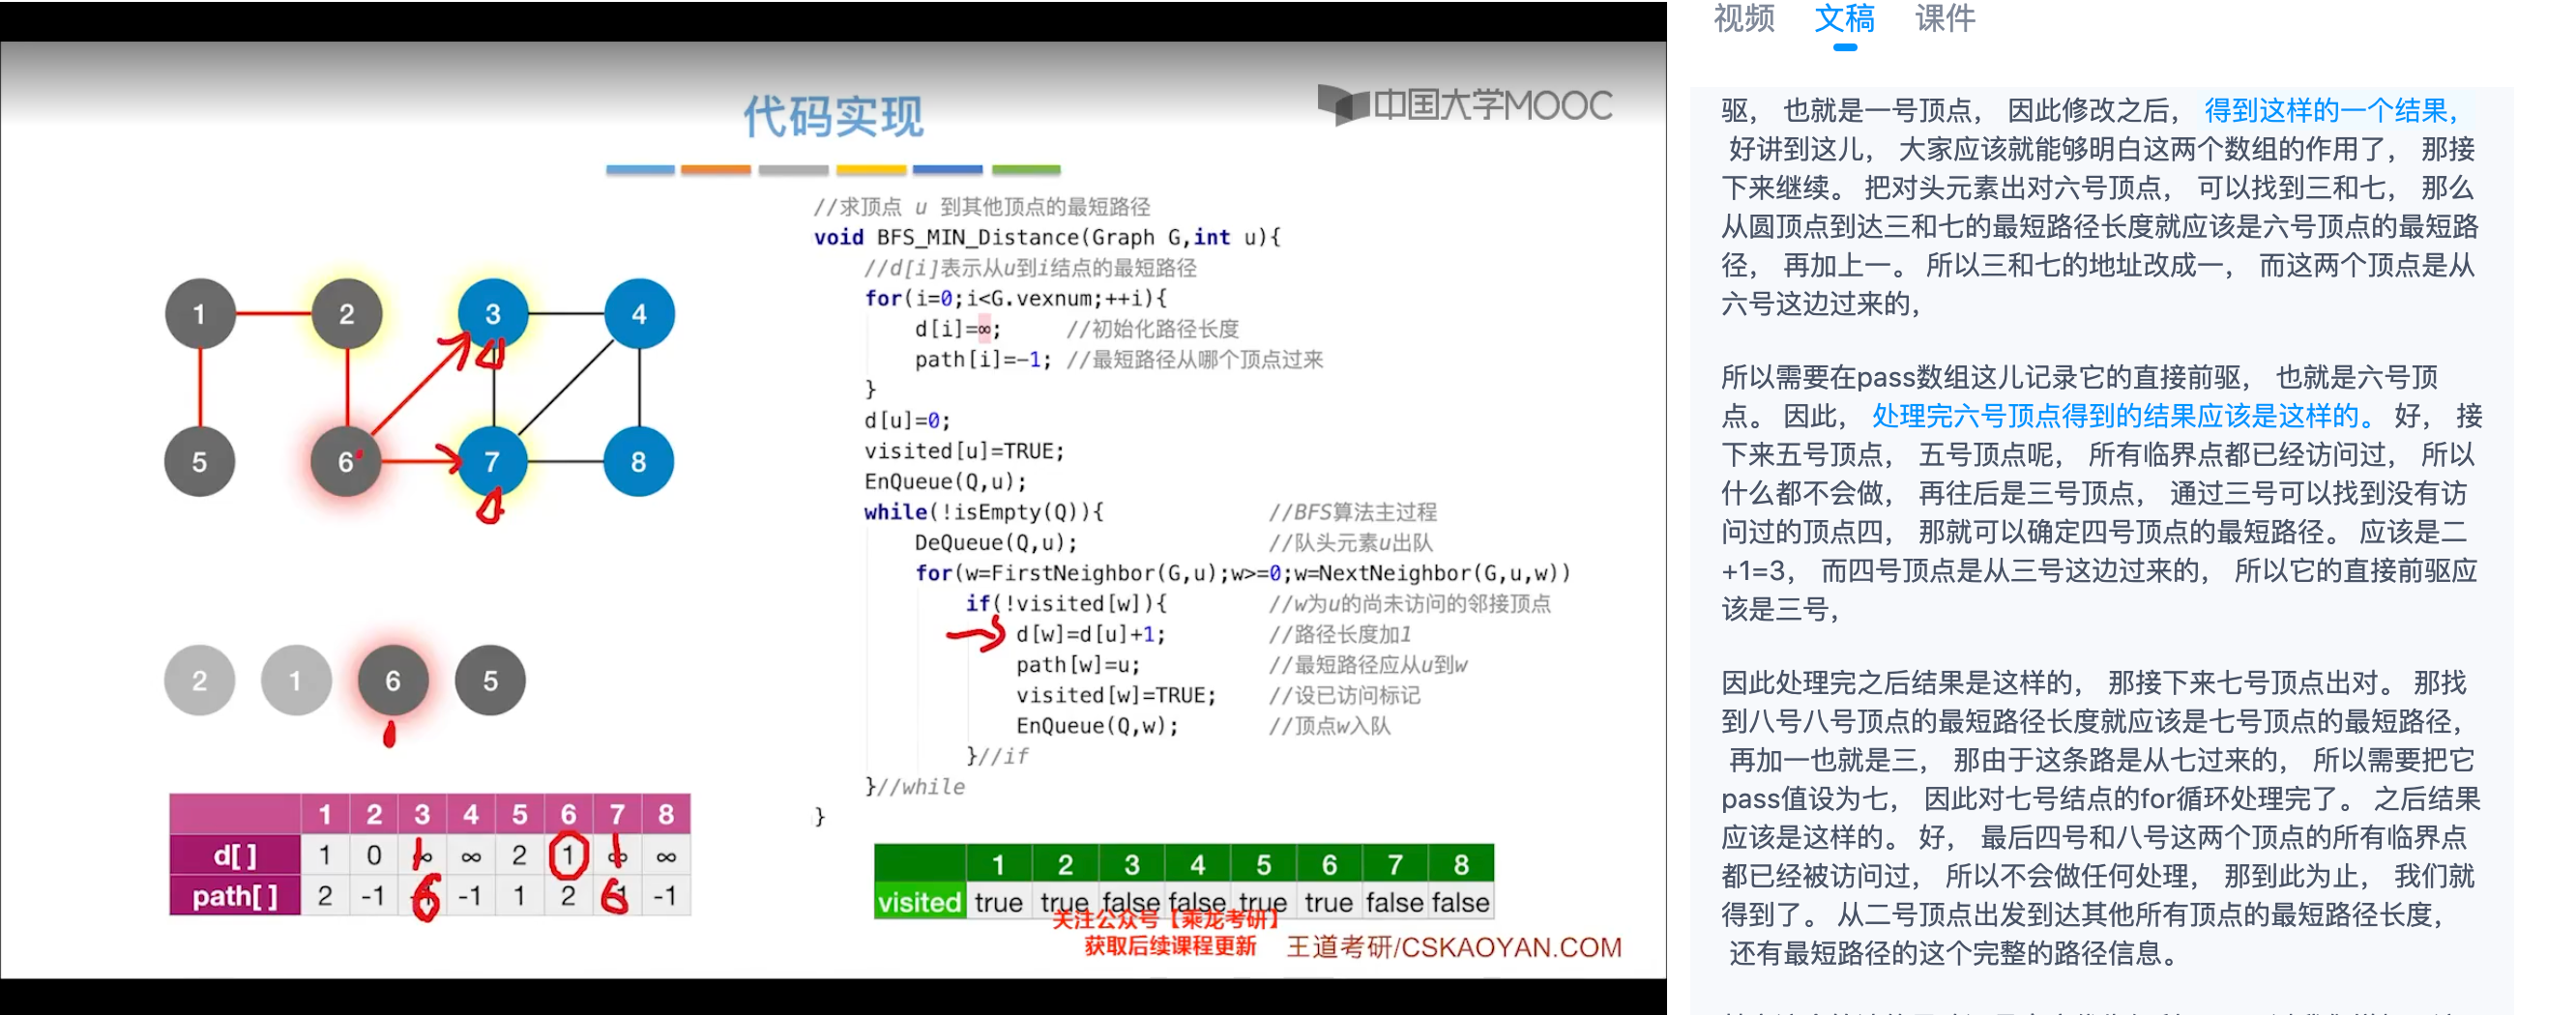 代码实现
中国大学MOOC
//求顶点 u 到其他顶点的最短路径
void BFS_MIN_Distance(Graph G,int u){
//d[i]表示从u到i结点的最短路径
for(i=0;i<G.vexnum;++i){
d[i]=∞; //初始化路径长度
path[i]=-1; //最短路径从哪个顶点过来
}
d[u]=0;
visited[u]=TRUE;
EnQueue(Q,u);
while(!isEmpty(Q)){ //BFS算法主过程
DeQueue(Q,u); //队头元素u出队
for(w=FirstNeighbor(G,u);w>=0;w=NextNeighbor(G,u,w))
if(!visited[w]){ //w为u的尚未访问的邻接顶点
d[w]=d[u]+1; //路径长度加1
path[w]=u; //最短路径应从u到w
visited[w]=TRUE; //设已访问标记
EnQueue(Q,w); //顶点w入队
}//if
}//while
}
1 2 3 4
5 6 7 8
2 1 6 5
1 2 3 4 5 6 7 8
d[ ] 1 0 1 ∞ 2 1 1 ∞
path[ ] 2 -1 6 -1 1 2 6 -1
1 2 3 4 5 6 7 8
visited true true false false true true false false
关注公众号【乘龙考研】
获取后续课程更新
王道考研/CSKAOYAN.COM
视频 文稿 课件
驱， 也就是一号顶点， 因此修改之后， 得到这样的一个结果，
好讲到这儿， 大家应该就能够明白这两个数组的作用了， 那接
下来继续。 把对头元素出对六号顶点， 可以找到三和七， 那么
从圆顶点到达三和七的最短路径长度就应该是六号顶点的最短路
径， 再加上一。 所以三和七的地址改成一， 而这两个顶点是从
六号这边过来的，
所以需要在pass数组这儿记录它的直接前驱， 也就是六号顶
点。 因此， 处理完六号顶点得到的结果应该是这样的。 好， 接
下来五号顶点， 五号顶点呢， 所有临界点都已经访问过， 所以
什么都不会做， 再往后是三号顶点， 通过三号可以找到没有访
问过的顶点四， 那就可以确定四号顶点的最短路径。 应该是二
+1=3， 而四号顶点是从三号这边过来的， 所以它的直接前驱应
该是三号，
因此处理完之后结果是这样的， 那接下来七号顶点出对。 那找
到八号八号顶点的最短路径长度就应该是七号顶点的最短路径，
再加一也就是三， 那由于这条路是从七过来的， 所以需要把它
pass值设为七， 因此对七号结点的for循环处理完了。 之后结果
应该是这样的。 好， 最后四号和八号这两个顶点的所有临界点
都已经被访问过， 所以不会做任何处理， 那到此为止， 我们就
得到了。 从二号顶点出发到达其他所有顶点的最短路径长度，
还有最短路径的这个完整的路径信息。